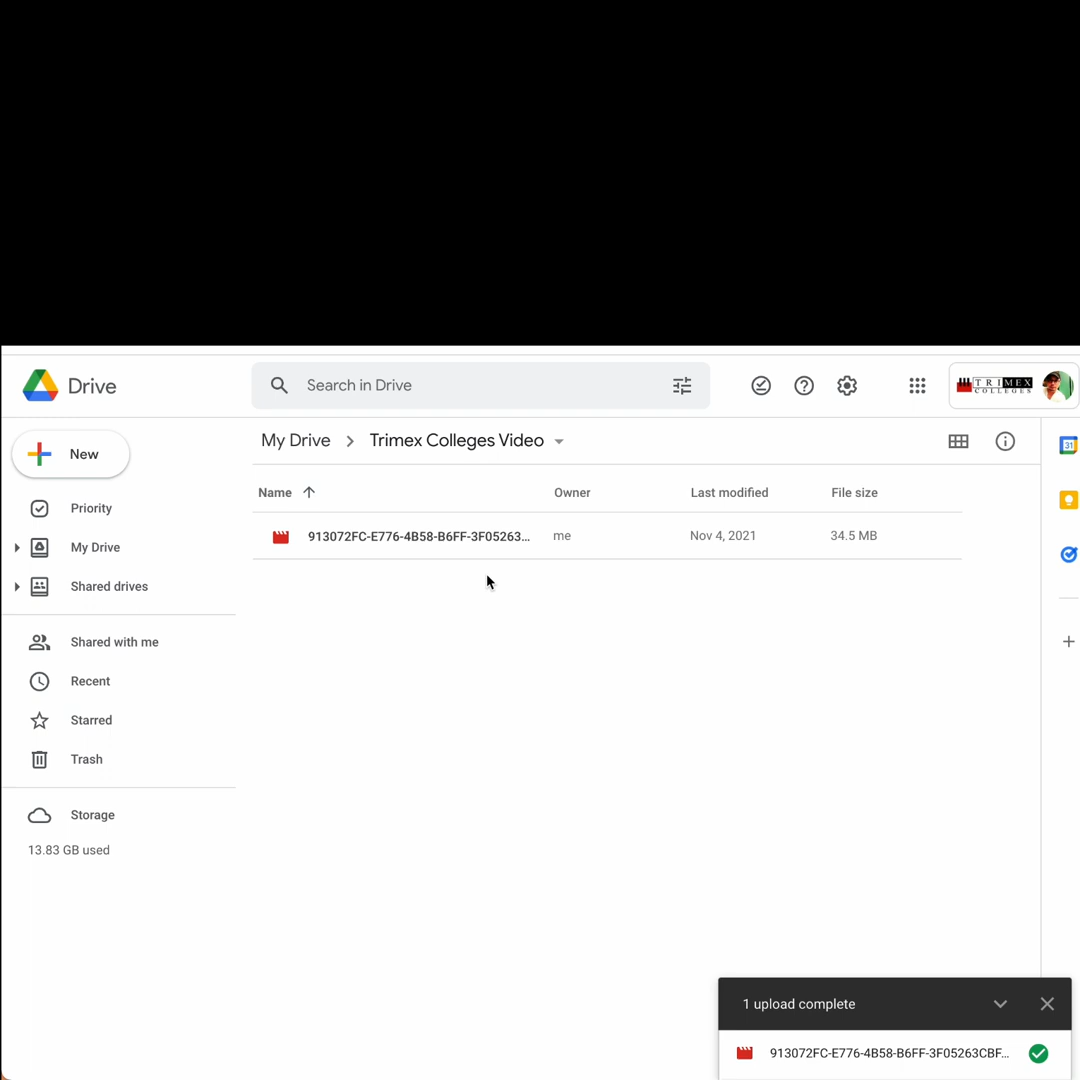 Drive
Search in Drive
TRIMEX
COLLEGES
New
My Drive
Trimex Colleges Video
31
Name
Owner
Last modified
File size
Priority
913072FC-E776-4B58-B6FF-3F05263...
me
Nov 4, 2021
34.5 MB
My Drive
Shared drives
Shared with me
Recent
Starred
Trash
Storage
13.83 GB used
1 upload complete
913072FC-E776-4B58-B6FF-3F05263CBF...